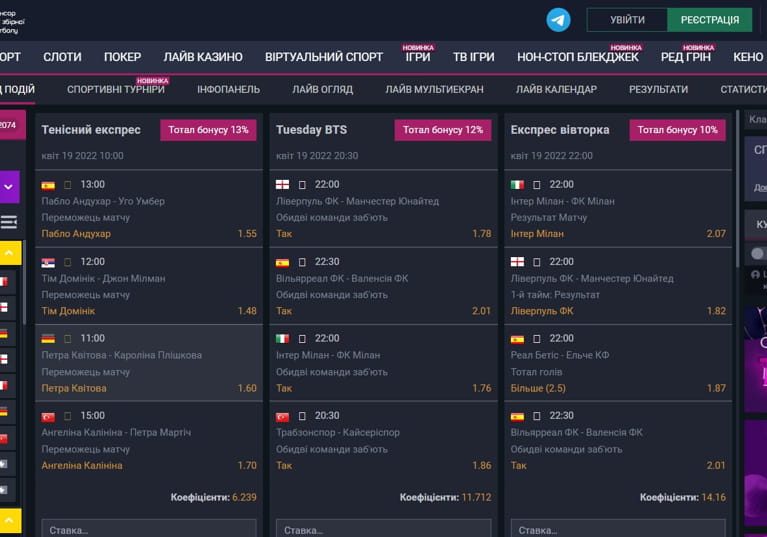 збірної
УВІЙТИ
РЕЄСТРАЦІЯ
СЛОТИ
ПОКЕР
ЛАЙВ КАЗИНО
ВІРТУАЛЬНИЙ СПОРТ
НОВИНКА
ІГРИ
ТВ ІГРИ
НОВИНКА
НОН-СТОП БЛЕКДЖЕК
НОВИНКА
РЕД ГРІН
КЕНО
ПОДІЙ
НОВИНКА
СПОРТИВНІ ТУРНІРИ
ІНФОПАНЕЛЬ
ЛАЙВ ОГЛЯД
ЛАЙВ МУЛЬТИЕКРАН
ЛАЙВ КАЛЕНДАР
РЕЗУЛЬТАТИ
2074
Тенісний експрес
Тотал бонусу 13%
квіт 19 2022 10:00
13:00
Пабло Андухар - Уго Умбер
Переможець матчу
Пабло Андухар 1.55
12:00
Тім Домінік - Джон Мілман
Переможець матчу
Тім Домінік 1.48
11:00
Петра Квітова - Кароліна Плішкова
Переможець матчу
Петра Квітова 1.60
15:00
Ангеліна Калініна - Петра Мартіч
Переможець матчу
Ангеліна Калініна 1.70
Коефіцієнти: 6.239
Ставка...
Tuesday BTS
Тотал бонусу 12%
квіт 19 2022 20:30
22:00
Ліверпуль ФК - Манчестер Юнайтед
Обидві команди заб'ють
Так 1.78
22:30
Вільярреал ФК - Валенсія ФК
Обидві команди заб'ють
Так 2.01
22:00
Інтер Мілан - ФК Мілан
Обидві команди заб'ють
Так 1.76
20:30
Трабзонспор - Кайсеріспор
Обидві команди заб'ють
Так 1.86
Коефіцієнти: 11.712
Ставка...
Експрес вівторка
Тотал бонусу 10%
квіт 19 2022 22:00
22:00
Інтер Мілан - ФК Мілан
Результат Матчу
Інтер Мілан 2.07
22:00
Ліверпуль ФК - Манчестер Юнайтед
1-й тайм: Результат
Ліверпуль ФК 1.82
22:00
Реал Бетіс - Ельче КФ
Тотал голів
Більше (2.5) 1.87
22:30
Вільярреал ФК - Валенсія ФК
Обидві команди заб'ють
Так 2.01
Коефіцієнти: 14.16
Ставка...